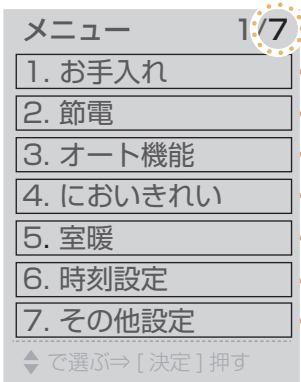 メニュー 1/7
1. お手入れ
2. 節電
3. オート機能
4. においきれい
5. 室暖
6. 時刻設定
7. その他設定
で選ぶ⇒[ 決定 ] 押す